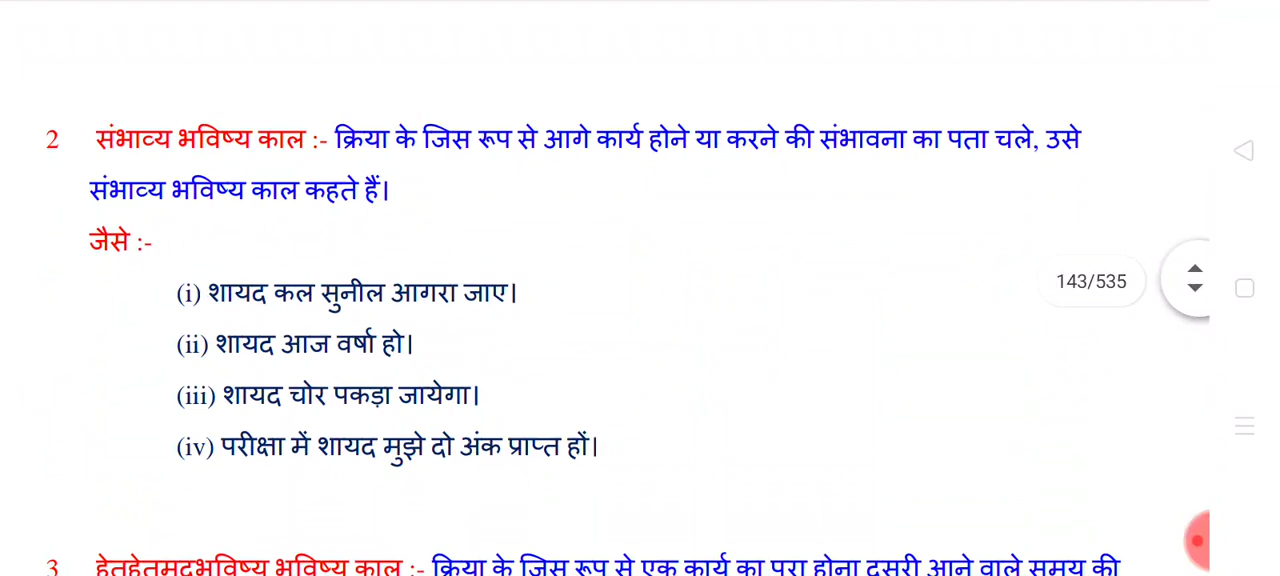 2 संभाव्य भविष्य काल :- क्रिया के जिस रूप से आगे कार्य होने या करने की संभावना का पता चले, उसे
संभाव्य भविष्य काल कहते हैं।
जैसे :-
(i) शायद कल सुनील आगरा जाए।
143/535
(ii) शायद आज वर्षा हो।
(iii) शायद चोर पकड़ा जायेगा।
(iv) परीक्षा में शायद मुझे दो अंक प्राप्त हों।
3 हेतुहेतुमद्भविष्य भविष्य काल :- क्रिया के जिस रूप से एक कार्य का पूरा होना दूसरी आने वाले समय की